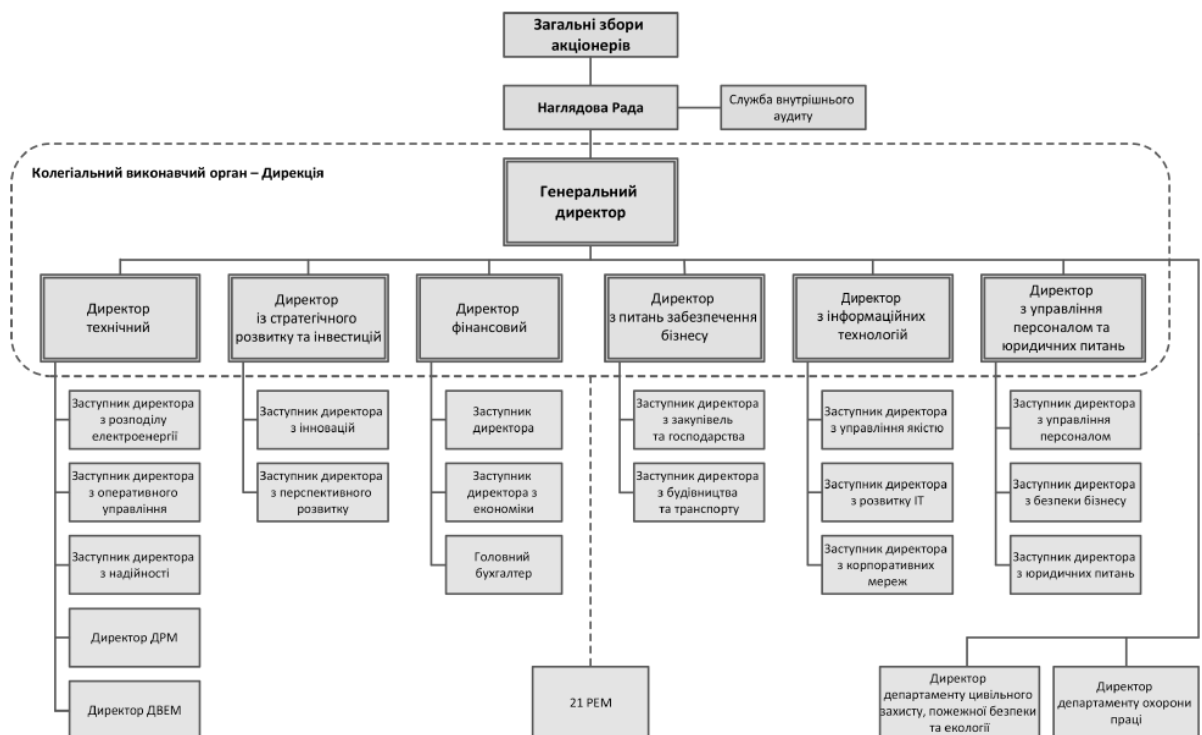 Загальні збори
акціонерів
Наглядова Рада
Служба внутрішнього
аудиту
Колегіальний виконавчий орган – Дирекція
Генеральний
директор
Директор
технічний
Директор
із стратегічного
розвитку та інвестицій
Директор
фінансовий
Директор
з питань забезпечення
бізнесу
Директор
з інформаційних
технологій
Директор
з управління
персоналом та
юридичних питань
Заступник директора
з розподілу
електроенергії
Заступник директора
з інновацій
Заступник
директора
Заступник директора
з закупівель
та господарства
Заступник директора
з управління якістю
Заступник директора
з управління
персоналом
Заступник директора
з оперативного
управління
Заступник директора
з перспективного
розвитку
Заступник
директора з
економіки
Заступник директора
з будівництва
та транспорту
Заступник директора
з розвитку ІТ
Заступник директора
з безпеки бізнесу
Заступник директора
з надійності
Головний
бухгалтер
Заступник директора
з корпоративних
мереж
Заступник директора
з юридичних питань
Директор ДРМ
Директор ДВЕМ
21 РЕМ
Директор
департаменту цивільного
захисту, пожежної безпеки
та екології
Директор
департаменту охорони
праці